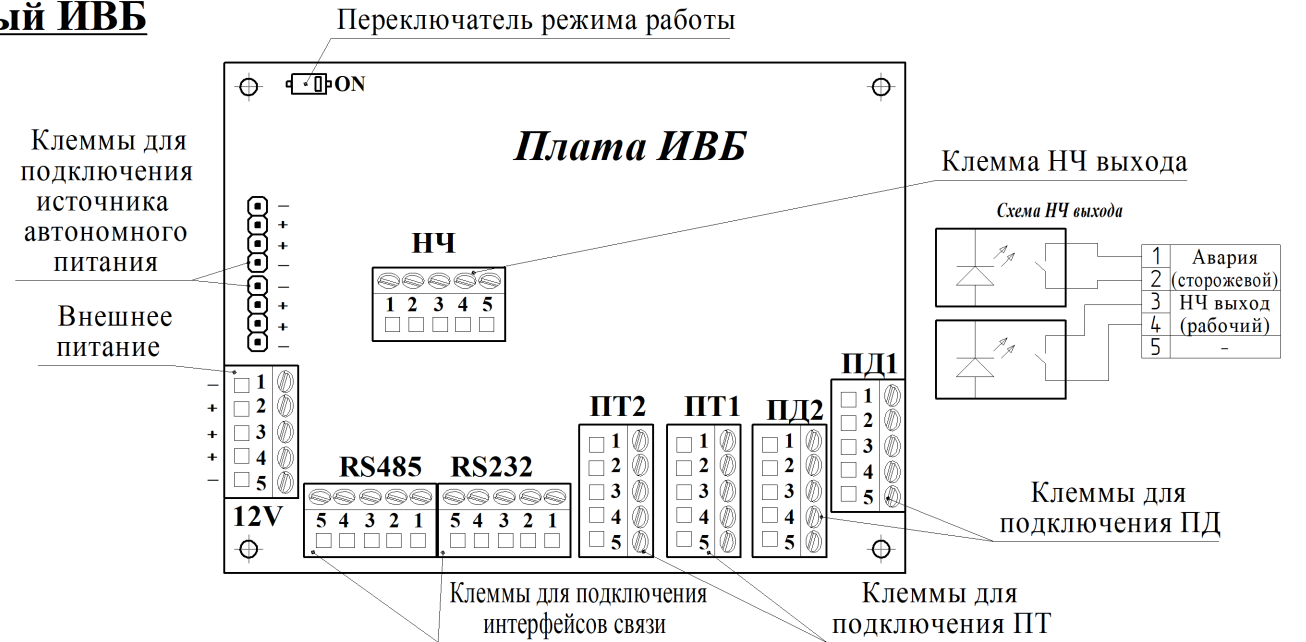 ый ИВБ
Переключатель режима работы
ON
Плата ИВБ
Клеммы для
подключения
источника
автономного
питания
Клемма НЧ выхода
Схема НЧ выхода
–
+
+
–
–
+
+
–
НЧ
1 2 3 4 5
1 Авария
2 (сторожевой)
3 НЧ выход
4 (рабочий)
5 –
Внешнее
питание
– 1
+ 2
+ 3
+ 4
– 5
12V
RS485
5 4 3 2 1
RS232
5 4 3 2 1
ПТ2
1
2
3
4
5
ПТ1
1
2
3
4
5
ПД2
1
2
3
4
5
ПД1
1
2
3
4
5
Клеммы для
подключения ПД
Клеммы для подключения
интерфейсов связи
Клеммы для
подключения ПТ